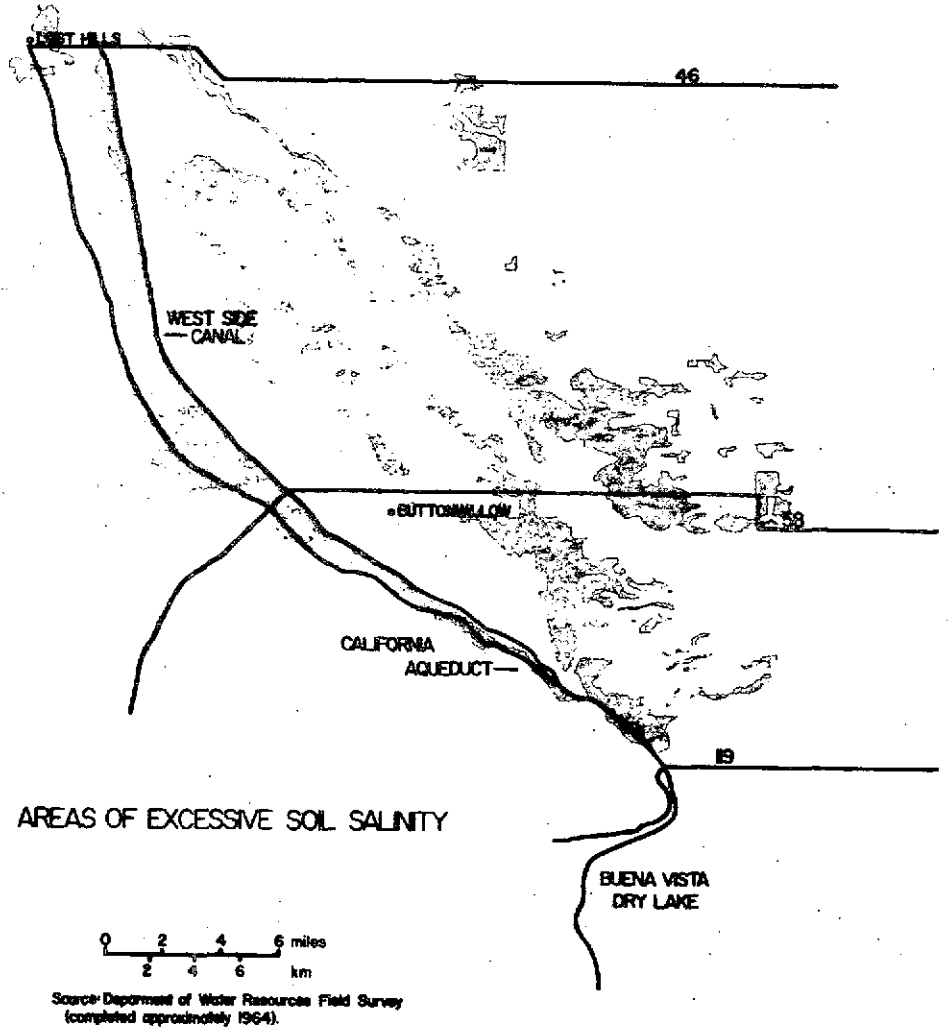 LOST HILLS
46
WEST SIDE
CANAL
BUTTONWILLOW
58
CALIFORNIA
AQUEDUCT
119
AREAS OF EXCESSIVE SOIL SALINITY
BUENA VISTA
DRY LAKE
0 2 4 6 miles
2 4 6 km
Source: Department of Water Resources Field Survey
(completed approximately 1964).